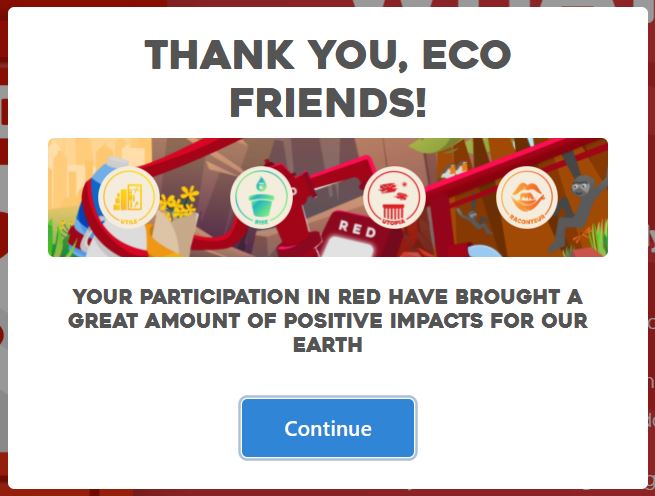 THANK YOU, ECO
FRIENDS!
UTILE
RISE
UTOPIA
RACONTEUR
RED
YOUR PARTICIPATION IN RED HAVE BROUGHT A
GREAT AMOUNT OF POSITIVE IMPACTS FOR OUR
EARTH
Continue